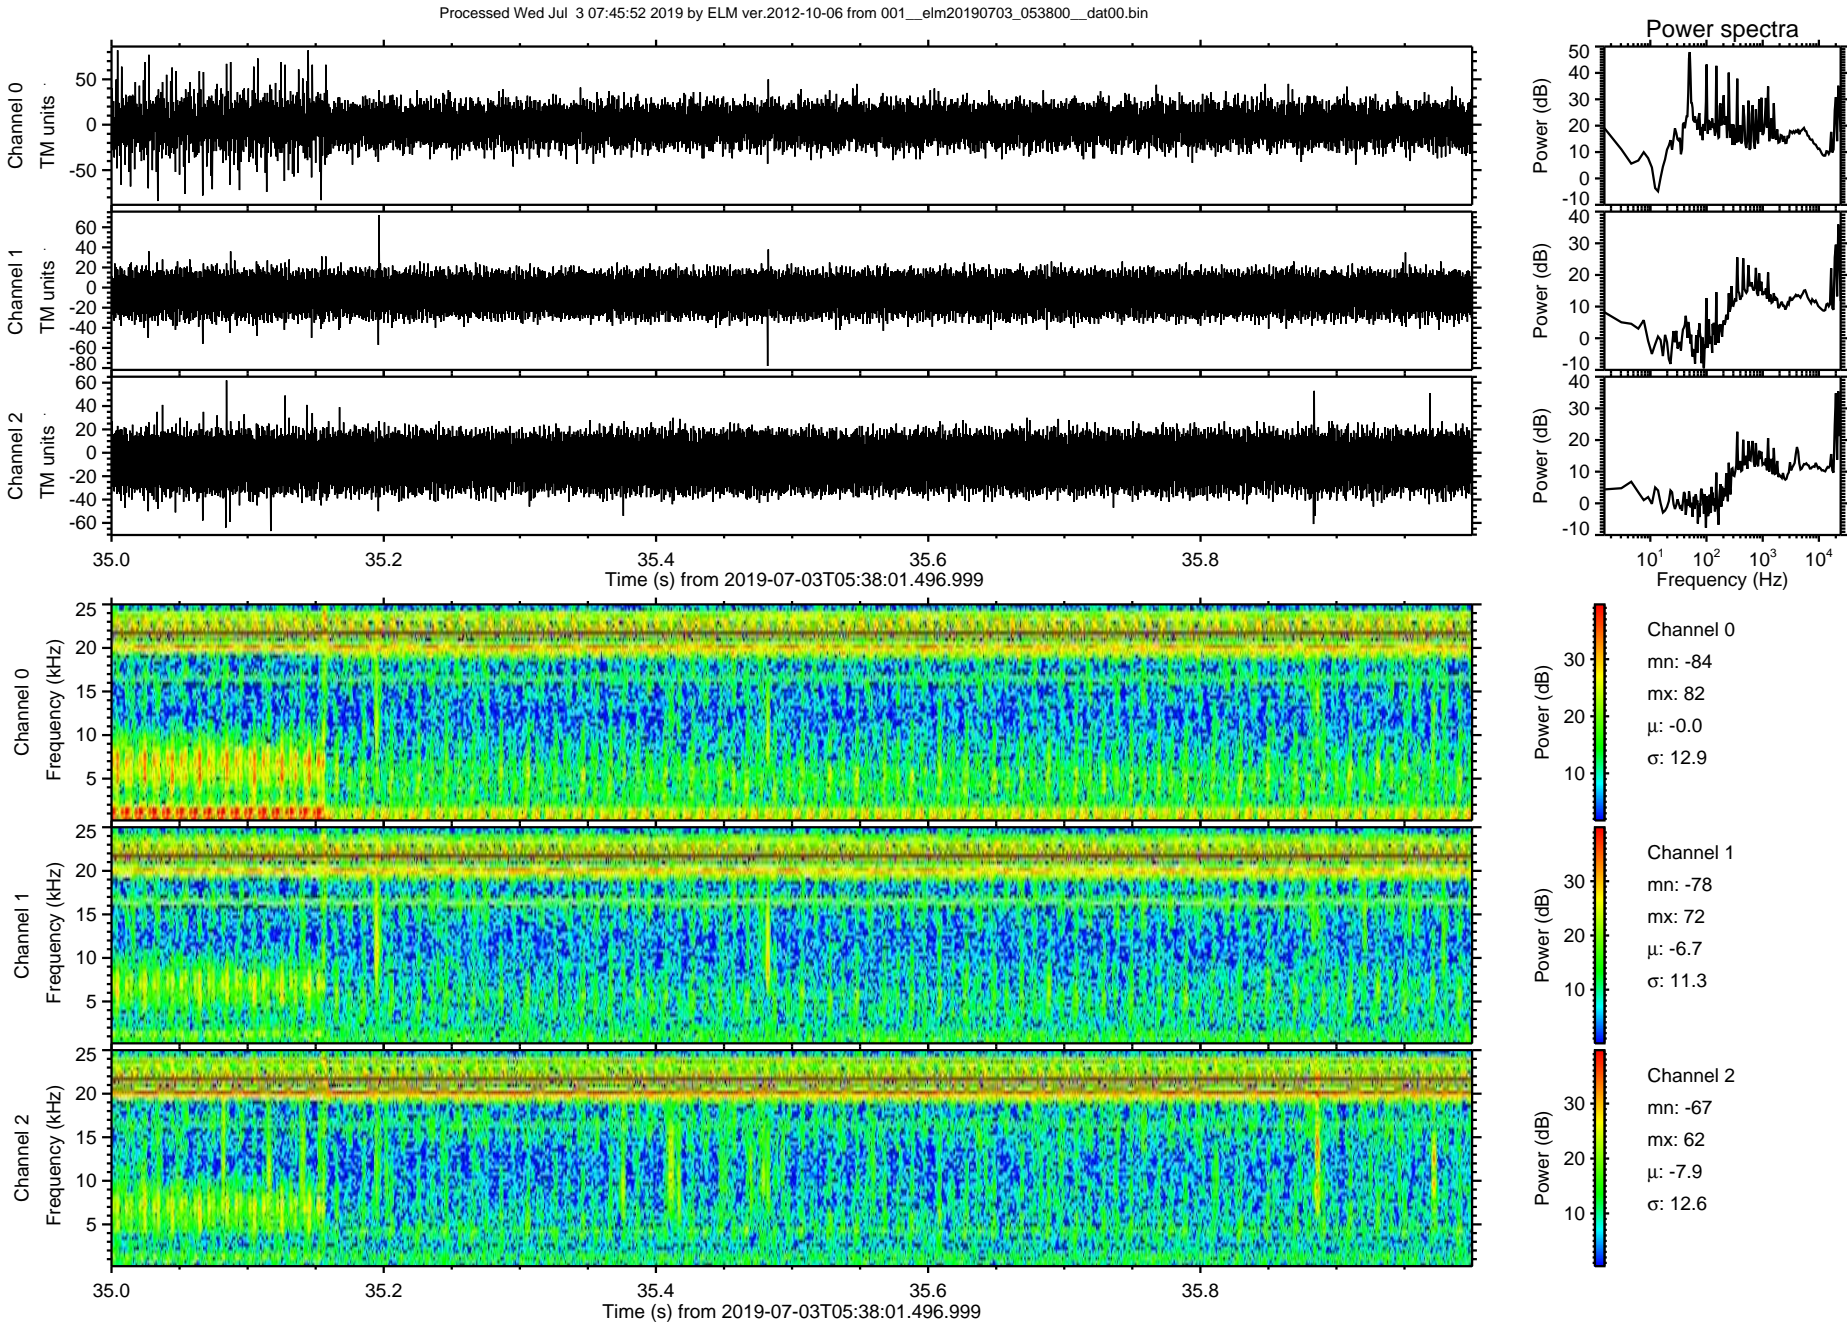 Processed Wed Jul  3 07:45:52 2019 by ELM ver.2012-10-06 from 001__elm20190703_053800__dat00.bin
Power spectra
Channel 0
TM units
50
0
-50
Power (dB)
50
40
30
20
10
0
-10
Channel 1
TM units
60
40
20
0
-20
-40
-60
-80
Power (dB)
40
30
20
10
0
-10
Channel 2
TM units
60
40
20
0
-20
-40
-60
Power (dB)
40
30
20
10
0
-10
35.0 35.2 35.4 35.6 35.8
Time (s) from 2019-07-03T05:38:01.496.999
10^1 10^2 10^3 10^4
Frequency (Hz)
Channel 0
Frequency (kHz)
25
20
15
10
5
Power (dB)
30
20
10
Channel 0
mn: -84
mx: 82
μ: -0.0
σ: 12.9
Channel 1
Frequency (kHz)
25
20
15
10
5
Power (dB)
30
20
10
Channel 1
mn: -78
mx: 72
μ: -6.7
σ: 11.3
Channel 2
Frequency (kHz)
25
20
15
10
5
Power (dB)
30
20
10
Channel 2
mn: -67
mx: 62
μ: -7.9
σ: 12.6
35.0 35.2 35.4 35.6 35.8
Time (s) from 2019-07-03T05:38:01.496.999